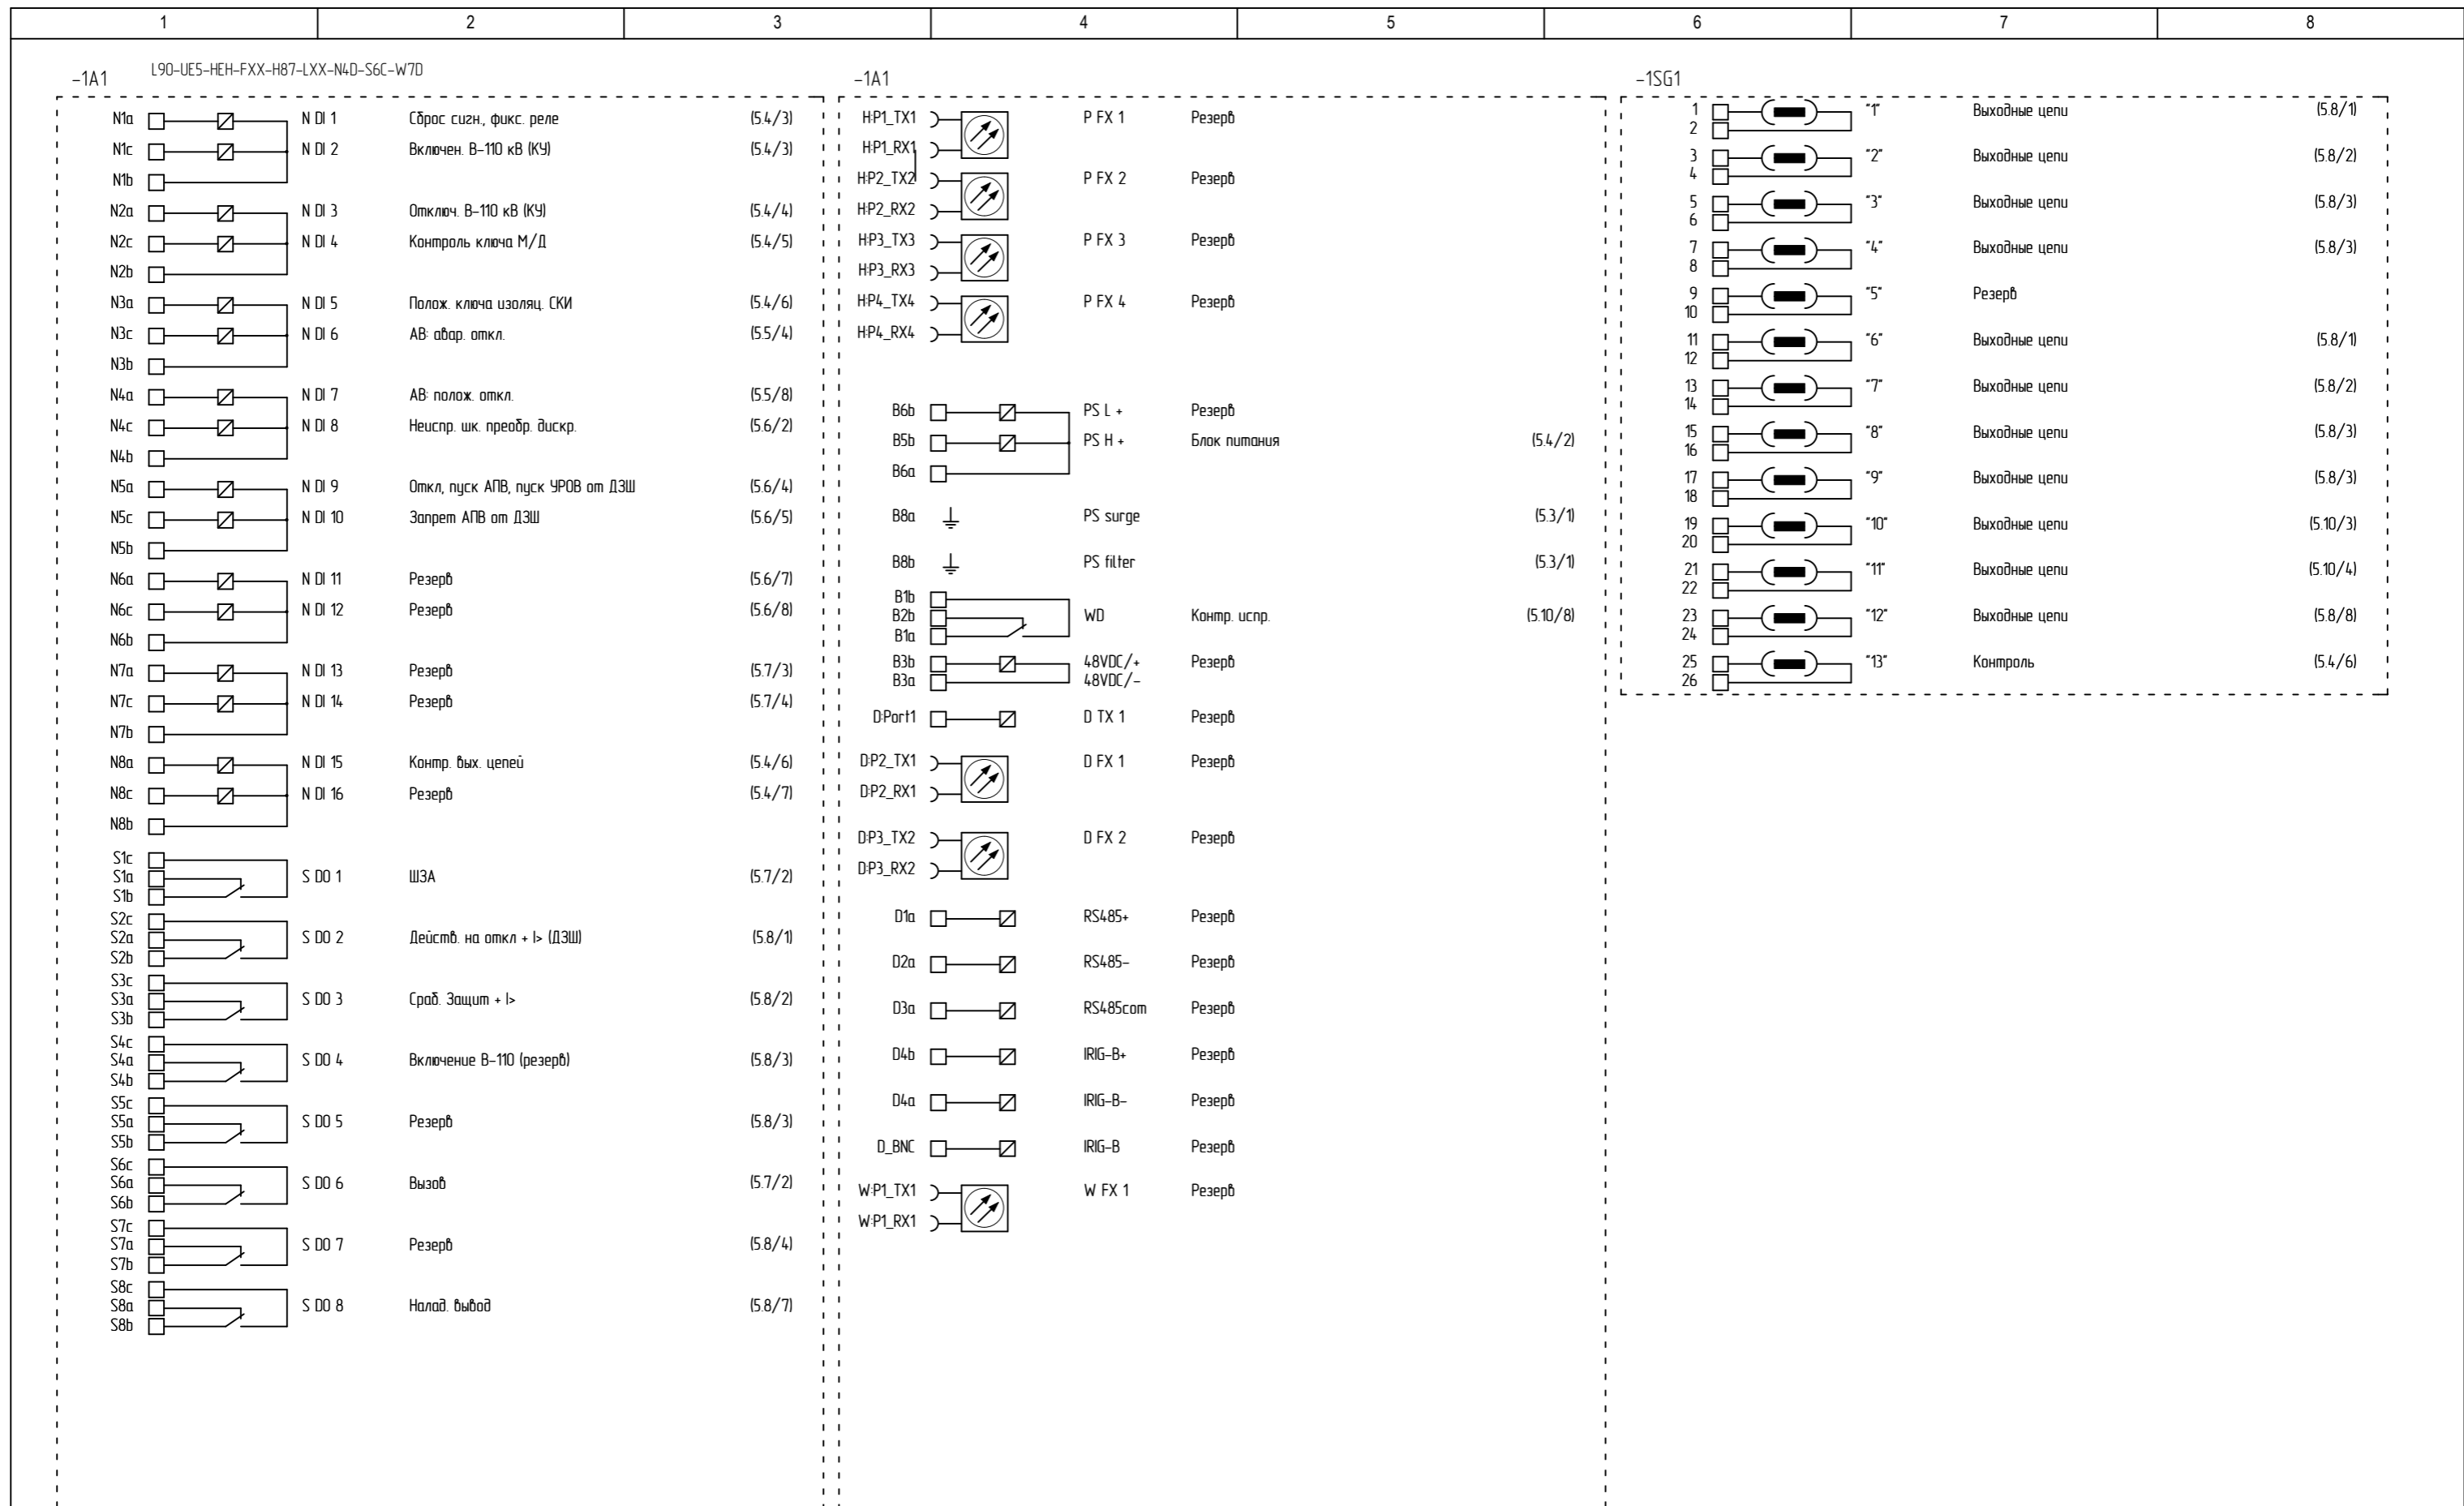 1 2 3 4 5 6 7 8
-1A1 L90-UE5-HEH-FXX-H87-LXX-N4D-S6C-W7D
N1a N DI 1 Сброс сигн., фикс. реле (5.4/3)
N1c N DI 2 Включен. В-110 кВ (КУ) (5.4/3)
N1b
N2a N DI 3 Отключ. В-110 кВ (КУ) (5.4/4)
N2c N DI 4 Контроль ключа М/Д (5.4/5)
N2b
N3a N DI 5 Полож. ключа изоляц. СКИ (5.4/6)
N3c N DI 6 АВ: авар. откл. (5.5/4)
N3b
N4a N DI 7 АВ: полож. откл. (5.5/8)
N4c N DI 8 Неиспр. шк. преобр. дискр. (5.6/2)
N4b
N5a N DI 9 Откл, пуск АПВ, пуск УРОВ от ДЗШ (5.6/4)
N5c N DI 10 Запрет АПВ от ДЗШ (5.6/5)
N5b
N6a N DI 11 Резерв (5.6/7)
N6c N DI 12 Резерв (5.6/8)
N6b
N7a N DI 13 Резерв (5.7/3)
N7c N DI 14 Резерв (5.7/4)
N7b
N8a N DI 15 Контр. вых. цепей (5.4/6)
N8c N DI 16 Резерв (5.4/7)
N8b
S1c
S1a S DO 1 ШЗА (5.7/2)
S1b
S2c
S2a S DO 2 Действ. на откл + I> (ДЗШ) (5.8/1)
S2b
S3c
S3a S DO 3 Сраб. Защит + I> (5.8/2)
S3b
S4c
S4a S DO 4 Включение В-110 (резерв) (5.8/3)
S4b
S5c
S5a S DO 5 Резерв (5.8/3)
S5b
S6c
S6a S DO 6 Вызов (5.7/2)
S6b
S7c
S7a S DO 7 Резерв (5.8/4)
S7b
S8c
S8a S DO 8 Налад. вывод (5.8/7)
S8b
-1A1
H:P1_TX1 P FX 1 Резерв
H:P1_RX1
H:P2_TX2 P FX 2 Резерв
H:P2_RX2
H:P3_TX3 P FX 3 Резерв
H:P3_RX3
H:P4_TX4 P FX 4 Резерв
H:P4_RX4
B6b PS L + Резерв
B5b PS H + Блок питания (5.4/2)
B6a
B8a PS surge (5.3/1)
B8b PS filter (5.3/1)
B1b
B2b WD Контр. испр. (5.10/8)
B1a
B3b 48VDC/+ Резерв
B3a 48VDC/-
D:Port1 D TX 1 Резерв
D:P2_TX1 D FX 1 Резерв
D:P2_RX1
D:P3_TX2 D FX 2 Резерв
D:P3_RX2
D1a RS485+ Резерв
D2a RS485- Резерв
D3a RS485com Резерв
D4b IRIG-B+ Резерв
D4a IRIG-B- Резерв
D_BNC IRIG-B Резерв
W:P1_TX1 W FX 1 Резерв
W:P1_RX1
-1SG1
1 "1" Выходные цепи (5.8/1)
2
3 "2" Выходные цепи (5.8/2)
4
5 "3" Выходные цепи (5.8/3)
6
7 "4" Выходные цепи (5.8/3)
8
9 "5" Резерв
10
11 "6" Выходные цепи (5.8/1)
12
13 "7" Выходные цепи (5.8/2)
14
15 "8" Выходные цепи (5.8/3)
16
17 "9" Выходные цепи (5.8/3)
18
19 "10" Выходные цепи (5.10/3)
20
21 "11" Выходные цепи (5.10/4)
22
23 "12" Выходные цепи (5.8/8)
24
25 "13" Контроль (5.4/6)
26